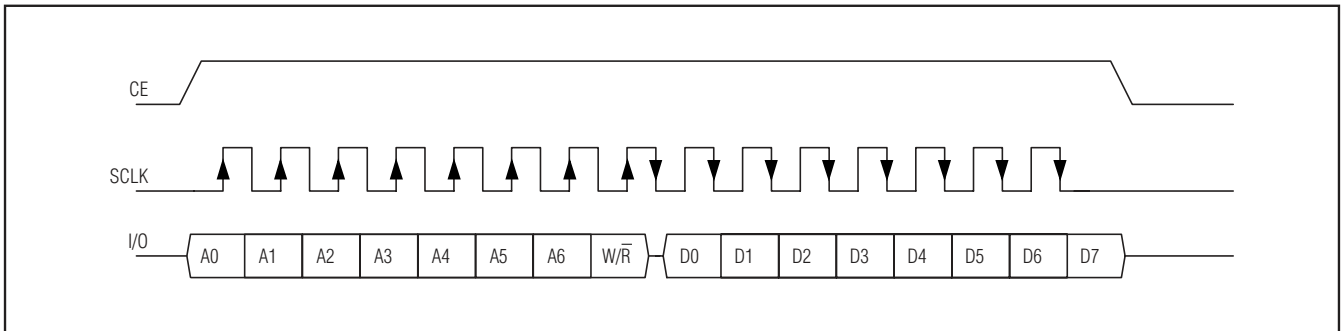 CE
SCLK
I/O
A0 A1 A2 A3 A4 A5 A6 W/R̅ D0 D1 D2 D3 D4 D5 D6 D7